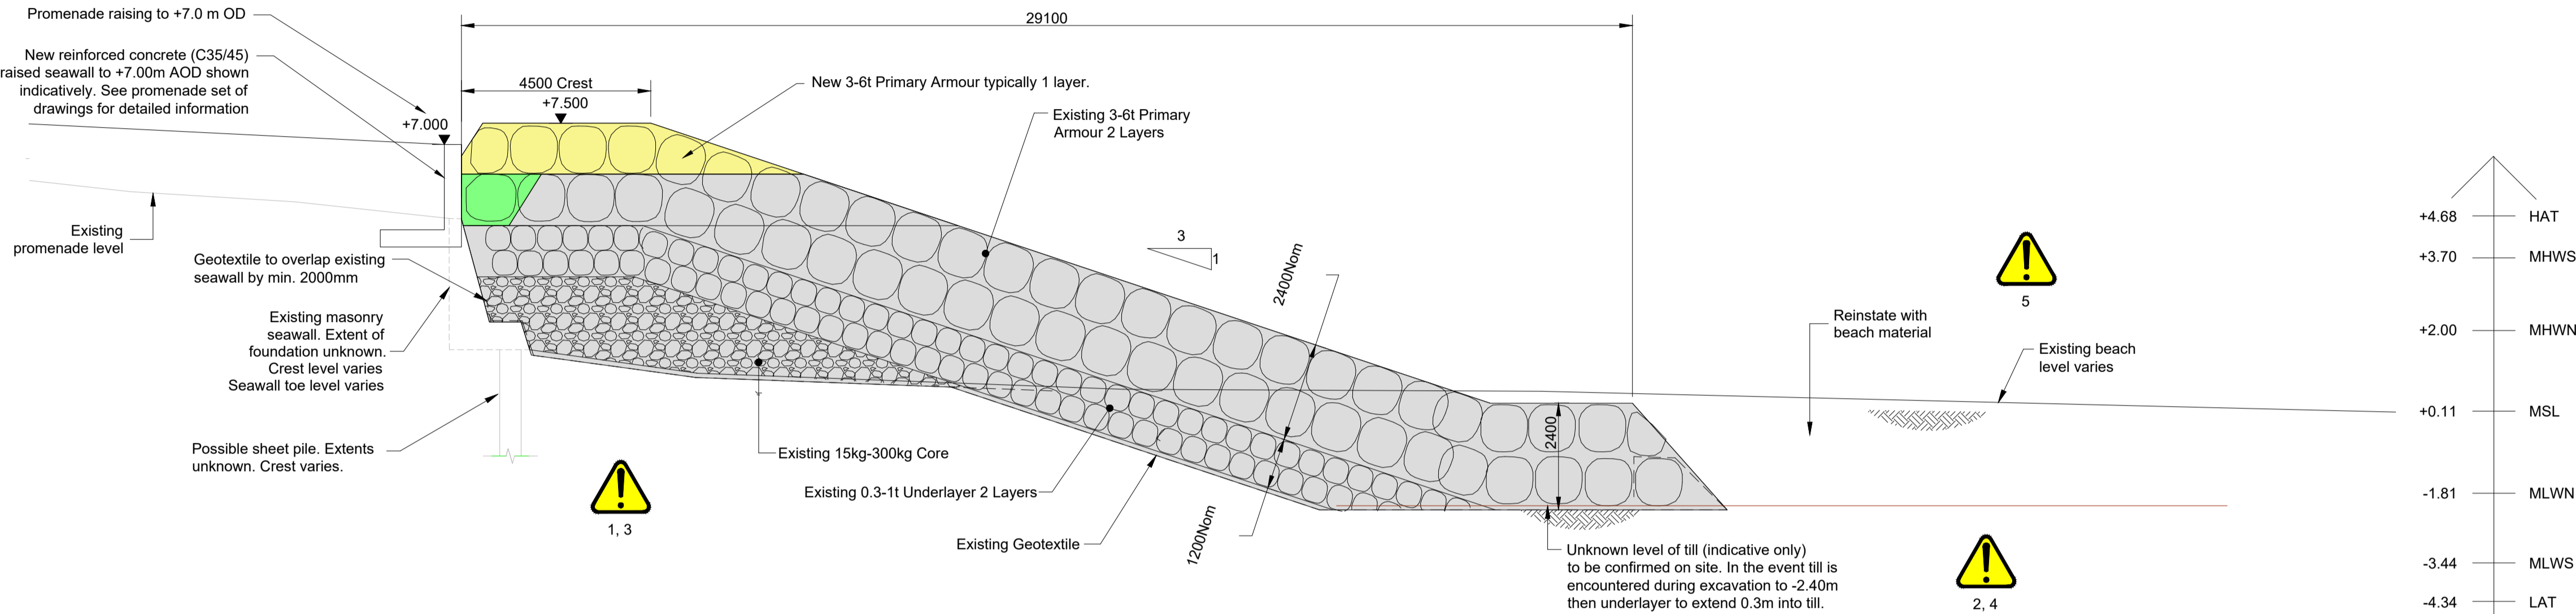 Promenade raising to +7.0 m OD
New reinforced concrete (C35/45)
raised seawall to +7.00m AOD shown
indicatively. See promenade set of
drawings for detailed information
29100
4500 Crest
+7.500
+7.000
New 3-6t Primary Armour typically 1 layer.
Existing 3-6t Primary
Armour 2 Layers
Existing
promenade level
Geotextile to overlap existing
seawall by min. 2000mm
Existing masonry
seawall. Extent of
foundation unknown.
Crest level varies
Seawall toe level varies
Possible sheet pile. Extents
unknown. Crest varies.
1, 3
Existing 15kg-300kg Core
Existing 0.3-1t Underlayer 2 Layers
Existing Geotextile
3
1
2400Nom
1200Nom
2400
Unknown level of till (indicative only)
to be confirmed on site. In the event till is
encountered during excavation to -2.40m
then underlayer to extend 0.3m into till.
Reinstate with
beach material
5
Existing beach
level varies
2, 4
+4.68 HAT
+3.70 MHWS
+2.00 MHWN
+0.11 MSL
-1.81 MLWN
-3.44 MLWS
-4.34 LAT